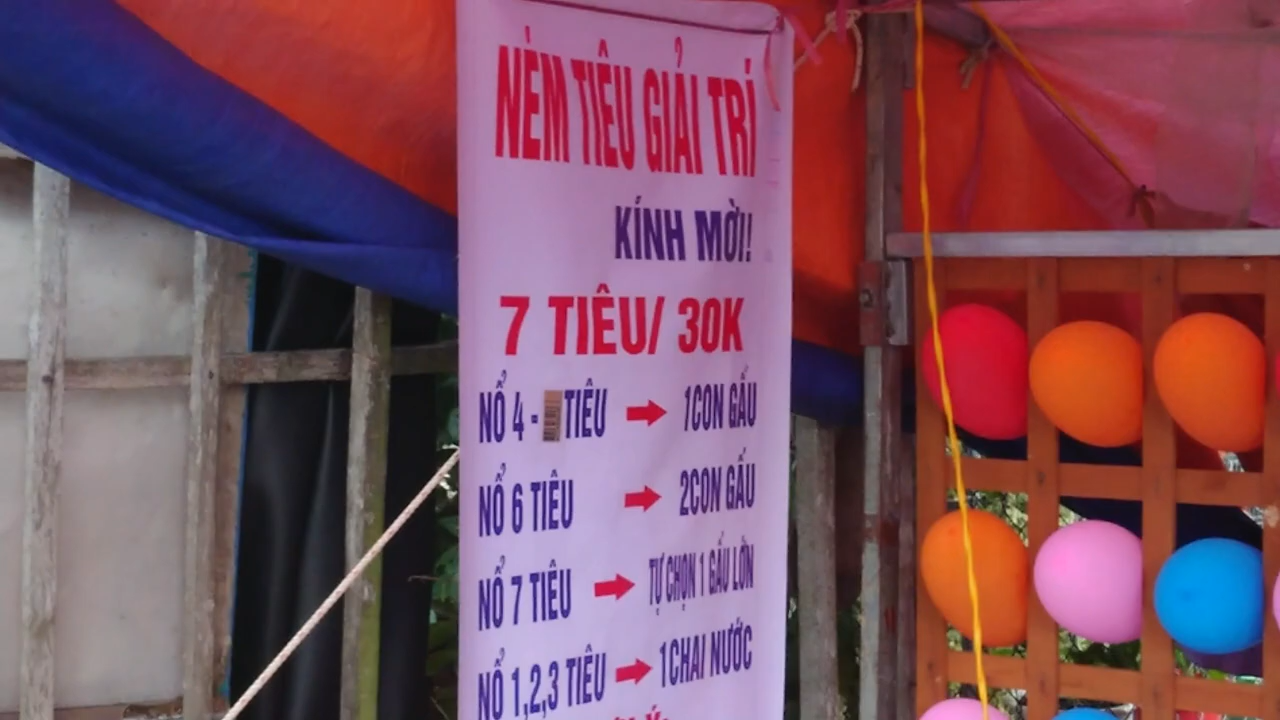 NÉM TIÊU GIẢI TRÍ
KÍNH MỜI!
7 TIÊU/ 30K
NỔ 4 - TIÊU ➡ 1CON GẤU
NỔ 6 TIÊU ➡ 2CON GẤU
NỔ 7 TIÊU ➡ TỰ CHỌN 1 GẤU LỚN
NỔ 1,2,3 TIÊU ➡ 1CHAI NƯỚC